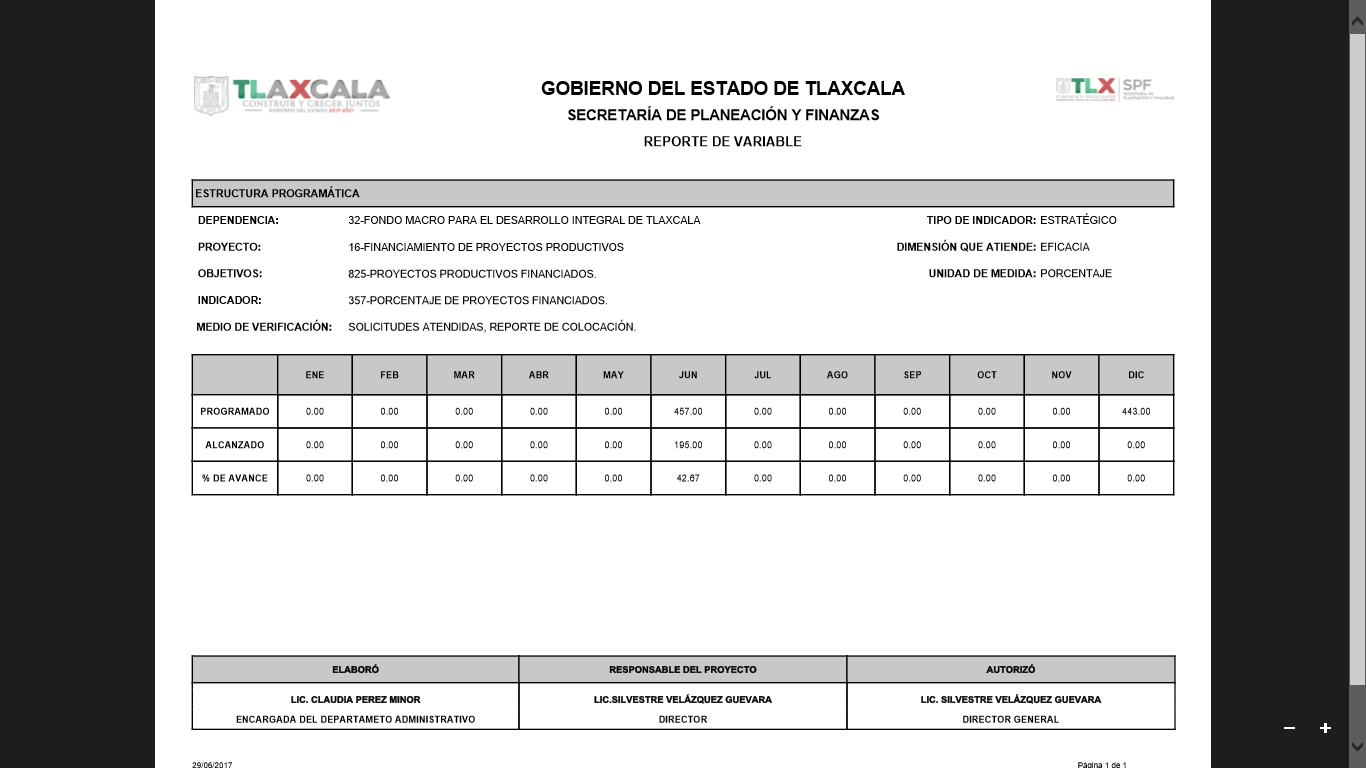 TLAXCALA
CONSTRUIR Y CRECER JUNTOS
GOBIERNO DEL ESTADO 2017-2021
GOBIERNO DEL ESTADO DE TLAXCALA
SECRETARÍA DE PLANEACIÓN Y FINANZAS
REPORTE DE VARIABLE
TLX SPF
ESTRUCTURA PROGRAMÁTICA
DEPENDENCIA: 32-FONDO MACRO PARA EL DESARROLLO INTEGRAL DE TLAXCALA TIPO DE INDICADOR: ESTRATÉGICO
PROYECTO: 16-FINANCIAMIENTO DE PROYECTOS PRODUCTIVOS DIMENSIÓN QUE ATIENDE: EFICACIA
OBJETIVOS: 825-PROYECTOS PRODUCTIVOS FINANCIADOS. UNIDAD DE MEDIDA: PORCENTAJE
INDICADOR: 357-PORCENTAJE DE PROYECTOS FINANCIADOS.
MEDIO DE VERIFICACIÓN: SOLICITUDES ATENDIDAS, REPORTE DE COLOCACIÓN.
ENE FEB MAR ABR MAY JUN JUL AGO SEP OCT NOV DIC
PROGRAMADO 0.00 0.00 0.00 0.00 0.00 457.00 0.00 0.00 0.00 0.00 0.00 443.00
ALCANZADO 0.00 0.00 0.00 0.00 0.00 195.00 0.00 0.00 0.00 0.00 0.00 0.00
% DE AVANCE 0.00 0.00 0.00 0.00 0.00 42.67 0.00 0.00 0.00 0.00 0.00 0.00
ELABORÓ RESPONSABLE DEL PROYECTO AUTORIZÓ
LIC. CLAUDIA PEREZ MINOR LIC.SILVESTRE VELÁZQUEZ GUEVARA LIC. SILVESTRE VELÁZQUEZ GUEVARA
ENCARGADA DEL DEPARTAMETO ADMINISTRATIVO DIRECTOR DIRECTOR GENERAL
29/06/2017 Página 1 de 1